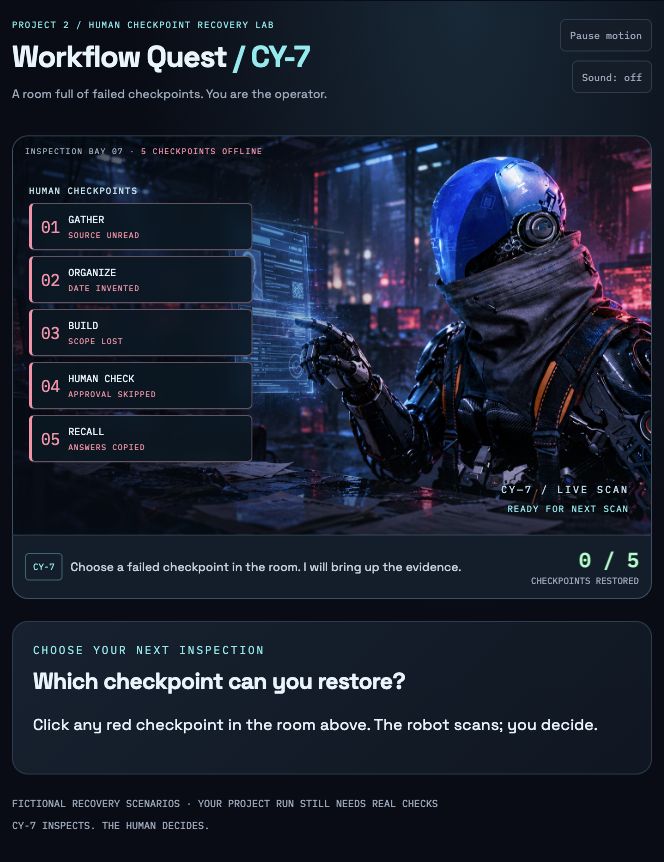 PROJECT 2 / HUMAN CHECKPOINT RECOVERY LAB
Workflow Quest / CY-7
A room full of failed checkpoints. You are the operator.
Pause motion
Sound: off
INSPECTION BAY 07 · 5 CHECKPOINTS OFFLINE
HUMAN CHECKPOINTS
01 GATHER
SOURCE UNREAD
02 ORGANIZE
DATE INVENTED
03 BUILD
SCOPE LOST
04 HUMAN CHECK
APPROVAL SKIPPED
05 RECALL
ANSWERS COPIED
CY-7 / LIVE SCAN
READY FOR NEXT SCAN
CY-7
Choose a failed checkpoint in the room. I will bring up the evidence.
0 / 5
CHECKPOINTS RESTORED
CHOOSE YOUR NEXT INSPECTION
Which checkpoint can you restore?
Click any red checkpoint in the room above. The robot scans; you decide.
FICTIONAL RECOVERY SCENARIOS · YOUR PROJECT RUN STILL NEEDS REAL CHECKS
CY-7 INSPECTS. THE HUMAN DECIDES.